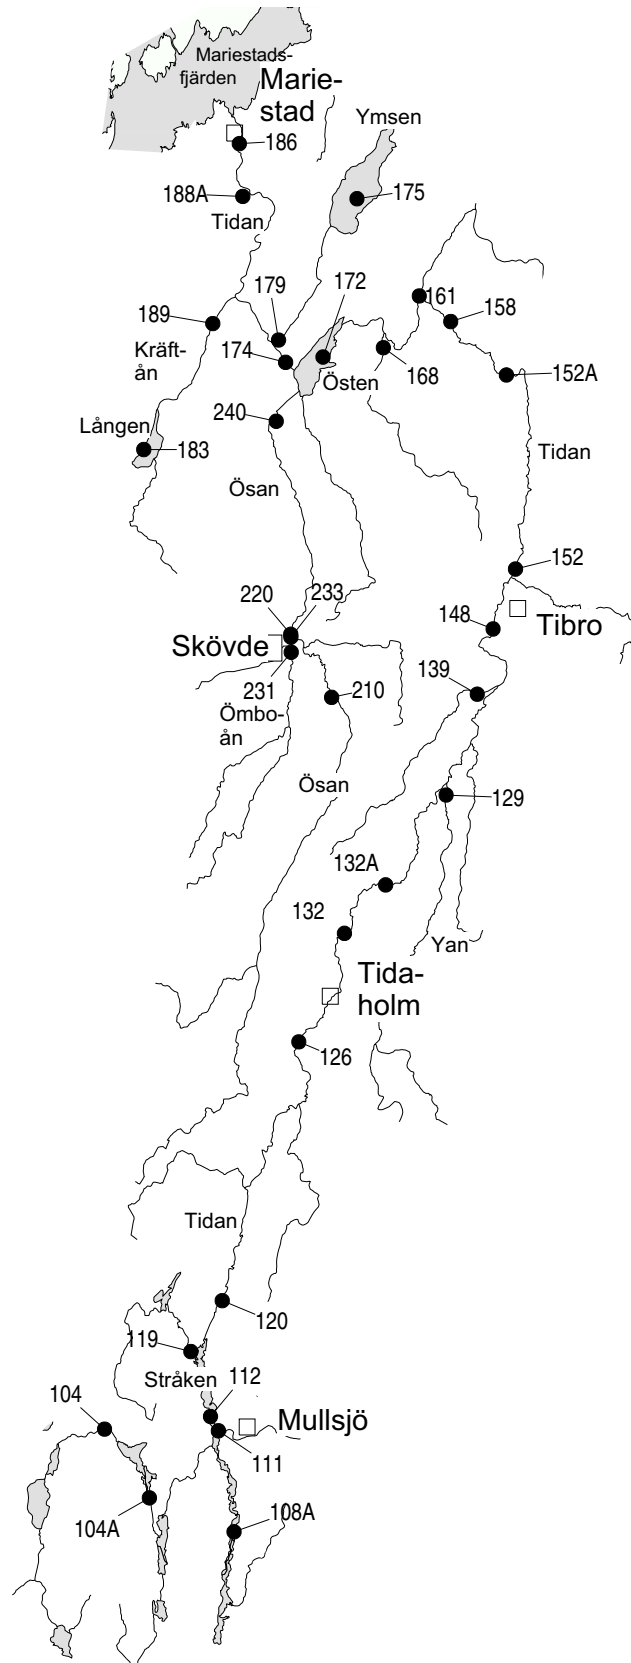 Mariestads-
fjärden
Marie-
stad
Ymsen
186
188A
175
Tidan
179
172
161
158
189
Kräft-
ån
174
Östen
168
152A
Lången
240
183
Tidan
Ösan
152
220
233
148
Tibro
Skövde
139
231
210
Ömbo-
ån
Ösan
129
132A
132
Yan
Tida-
holm
126
Tidan
120
119
Stråken
112
104
Mullsjö
111
104A
108A